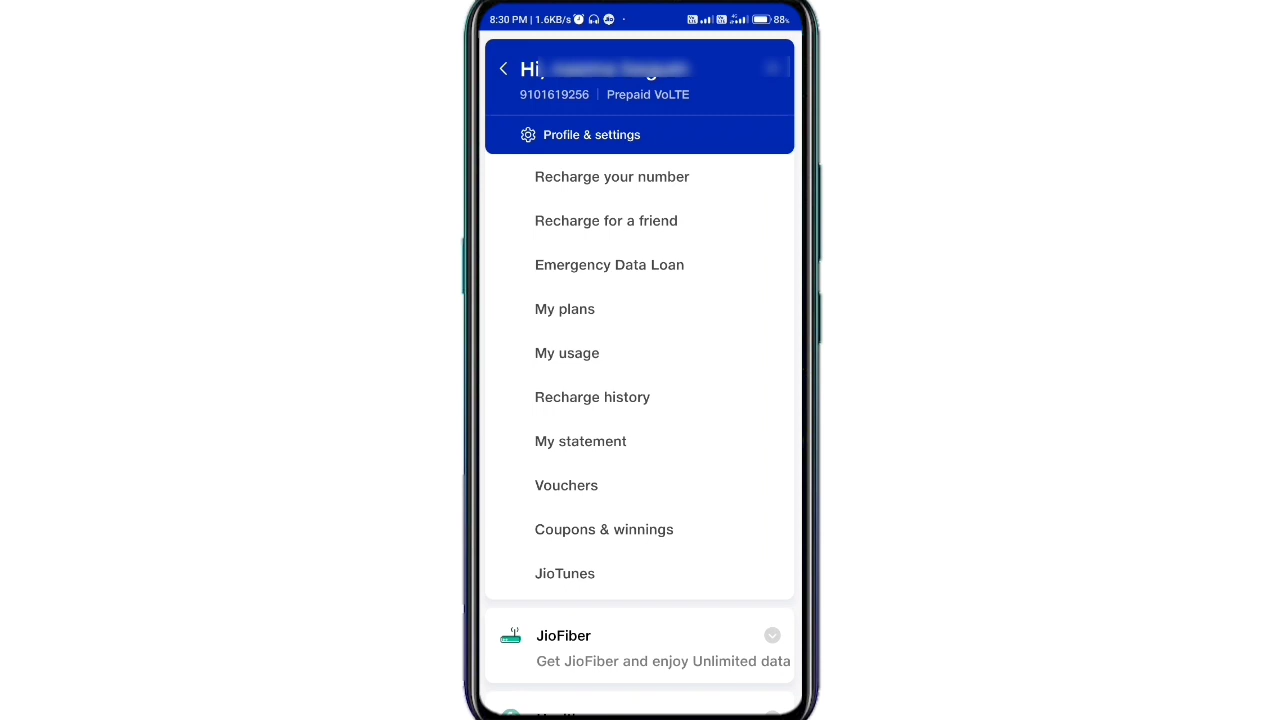 8:30 PM | 1.6KB/s
88%
Hi,
9101619256 | Prepaid VoLTE
Profile & settings
Recharge your number
Recharge for a friend
Emergency Data Loan
My plans
My usage
Recharge history
My statement
Vouchers
Coupons & winnings
JioTunes
JioFiber
Get JioFiber and enjoy Unlimited data